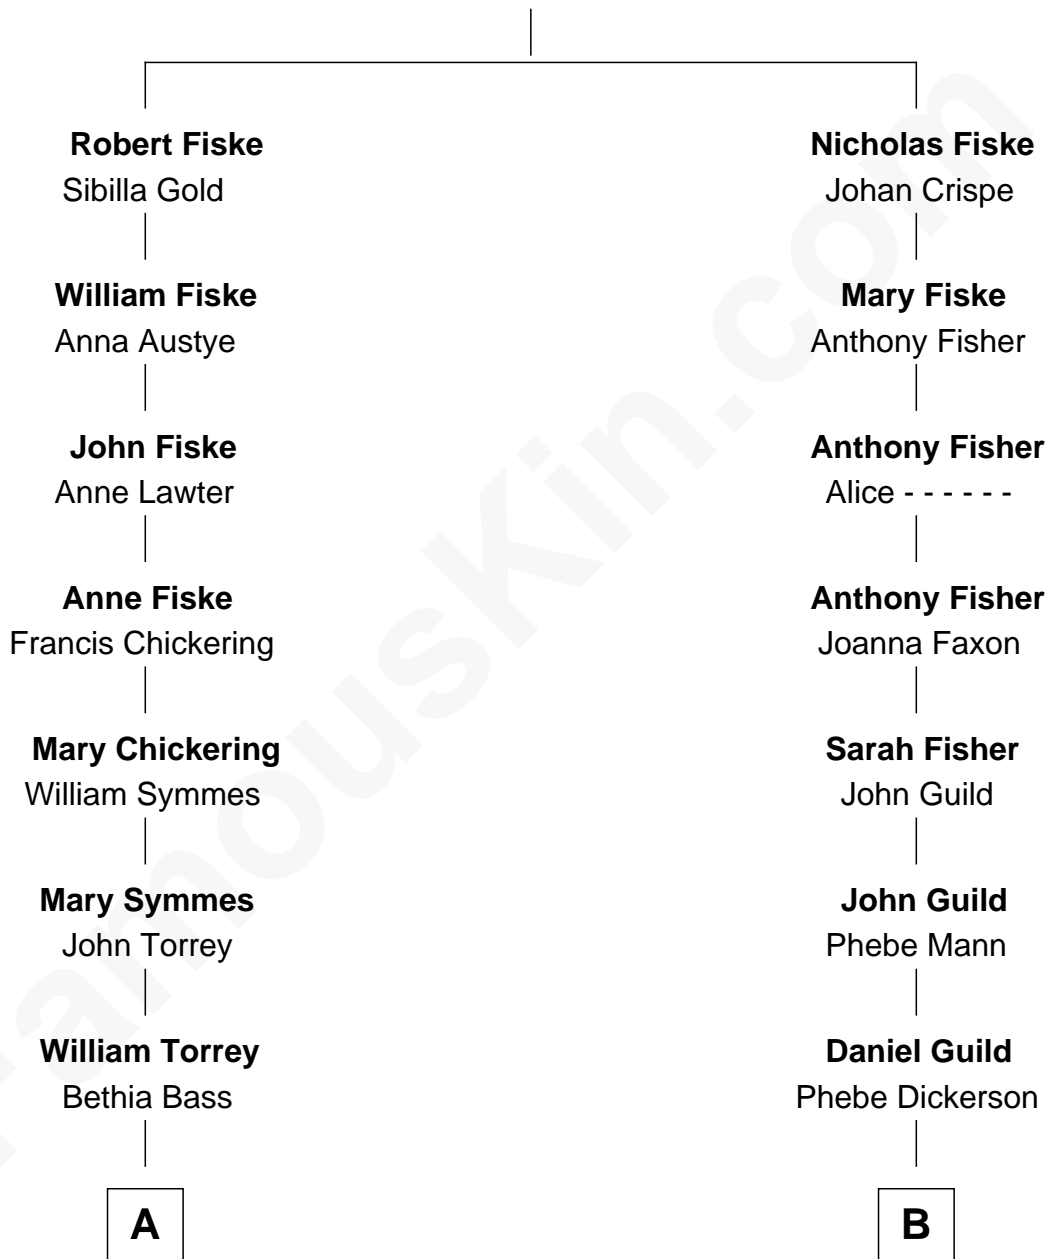 Robert Fiske
Sibilla Gold
William Fiske
Anna Austye
John Fiske
Anne Lawter
Anne Fiske
Francis Chickering
Mary Chickering
William Symmes
Mary Symmes
John Torrey
William Torrey
Bethia Bass
A
Nicholas Fiske
Johan Crispe
Mary Fiske
Anthony Fisher
Anthony Fisher
Alice - - - - - -
Anthony Fisher
Joanna Faxon
Sarah Fisher
John Guild
John Guild
Phebe Mann
Daniel Guild
Phebe Dickerson
B
FamousKin.com